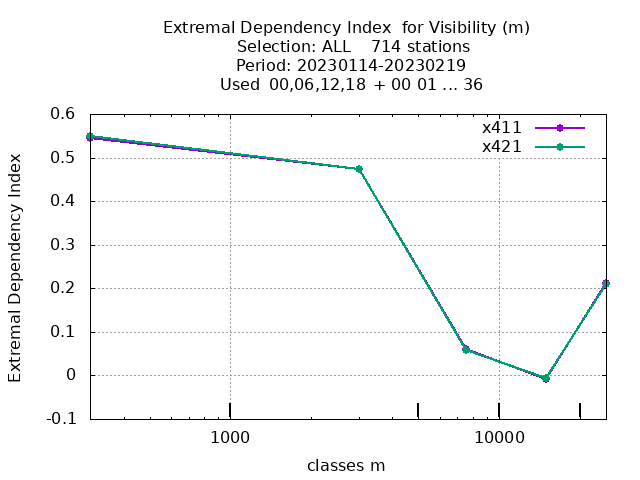 Extremal Dependency Index  for Visibility (m)
Selection: ALL    714 stations
Period: 20230114-20230219
Used  00,06,12,18  + 00 01 ... 36
x411
x421
0.6
0.5
0.4
0.3
0.2
0.1
0
-0.1
Extremal Dependency Index
1000
10000
classes m